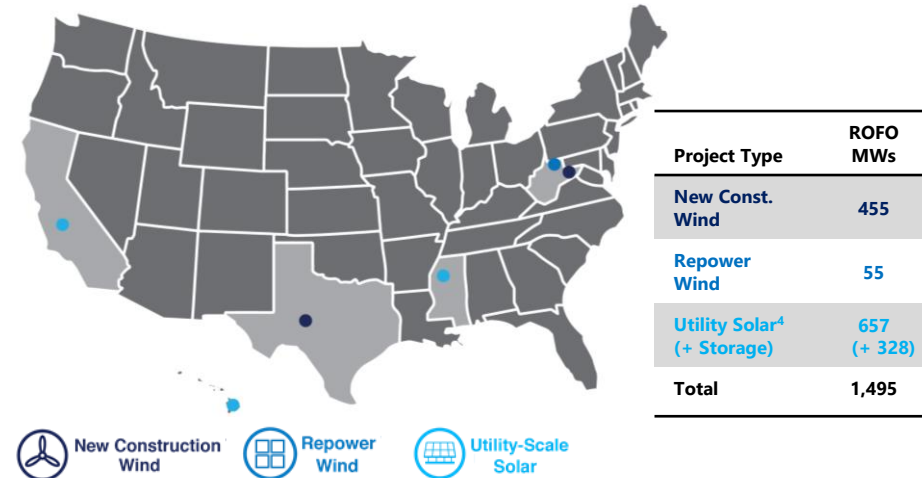 Project Type
ROFO
MWs
New Const.
Wind
455
Repower
Wind
55
Utility Solar4
(+ Storage)
657
(+ 328)
Total
1,495
New Construction
Wind
Repower
Wind
Utility-Scale
Solar